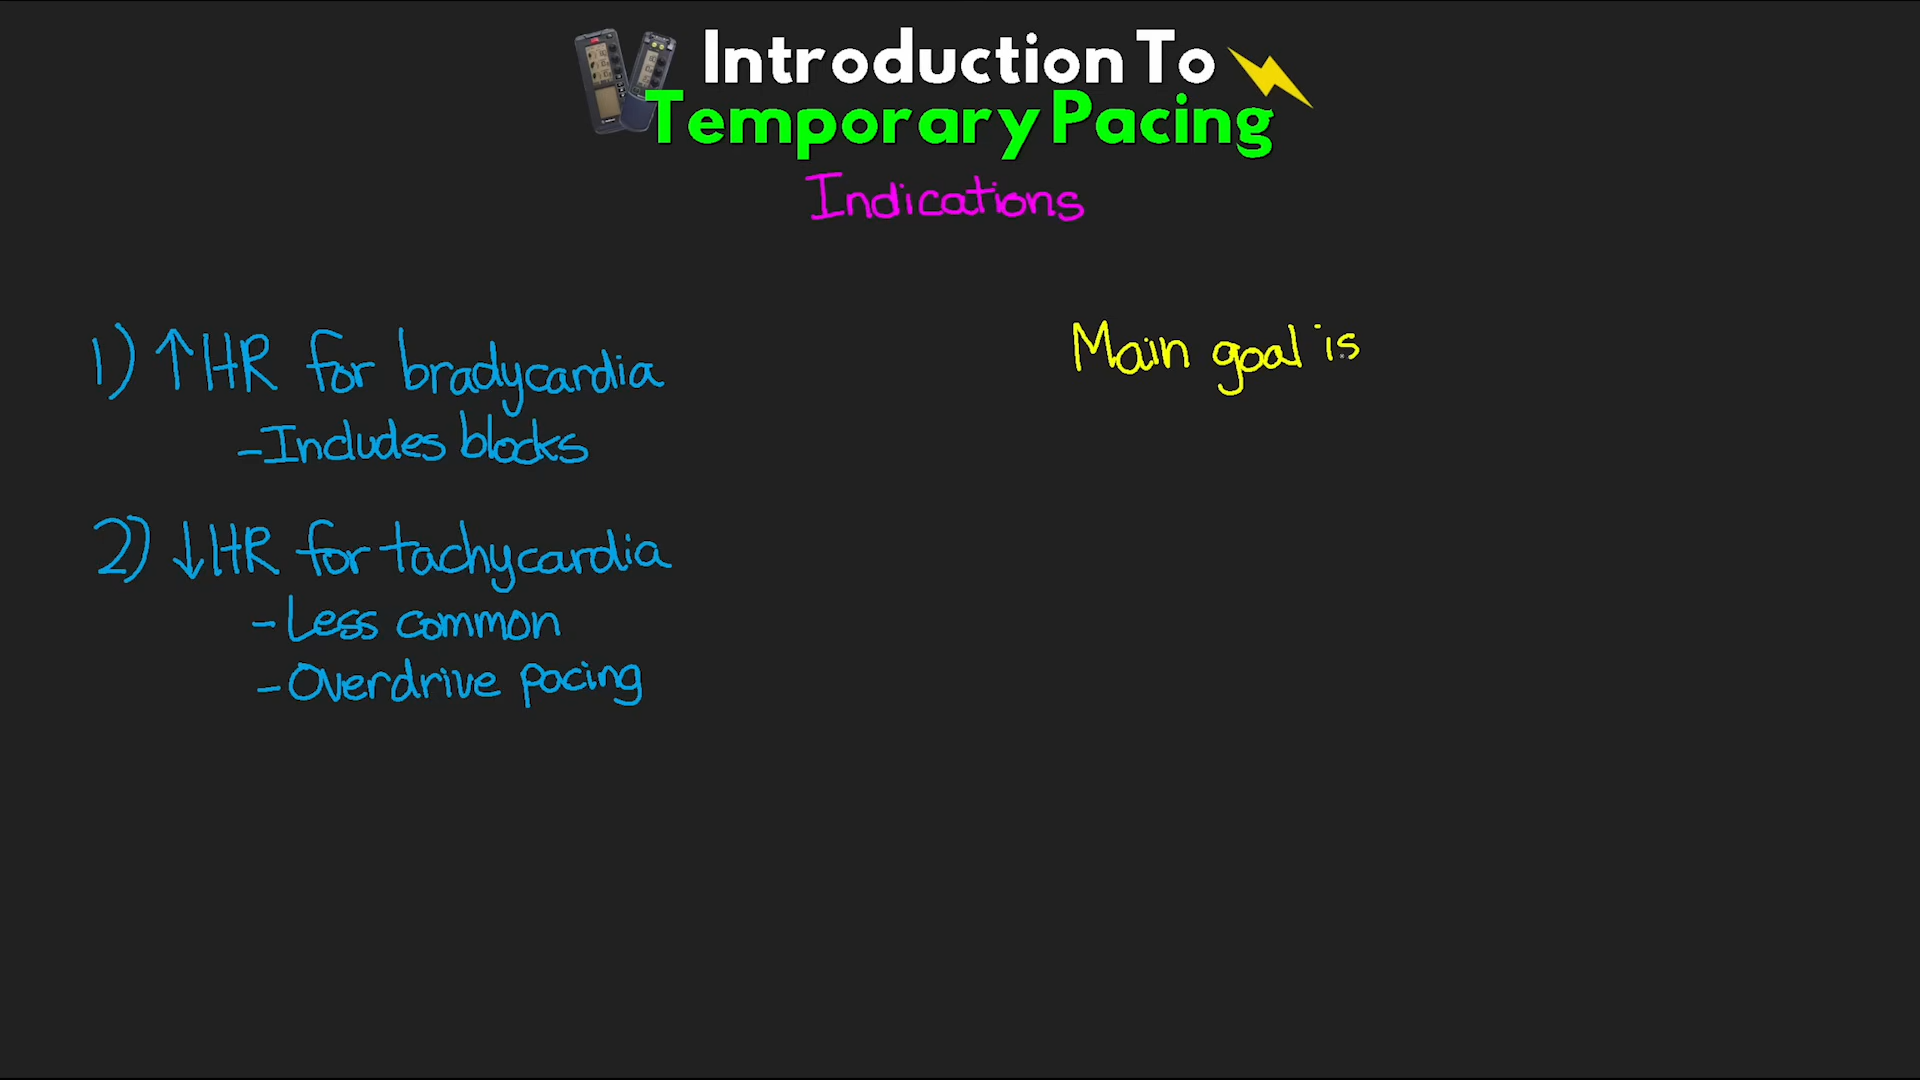 Introduction To
Temporary Pacing
Indications
1) ↑HR for bradycardia
- Includes blocks
2) ↓HR for tachycardia
- Less common
- Overdrive pacing
Main goal is